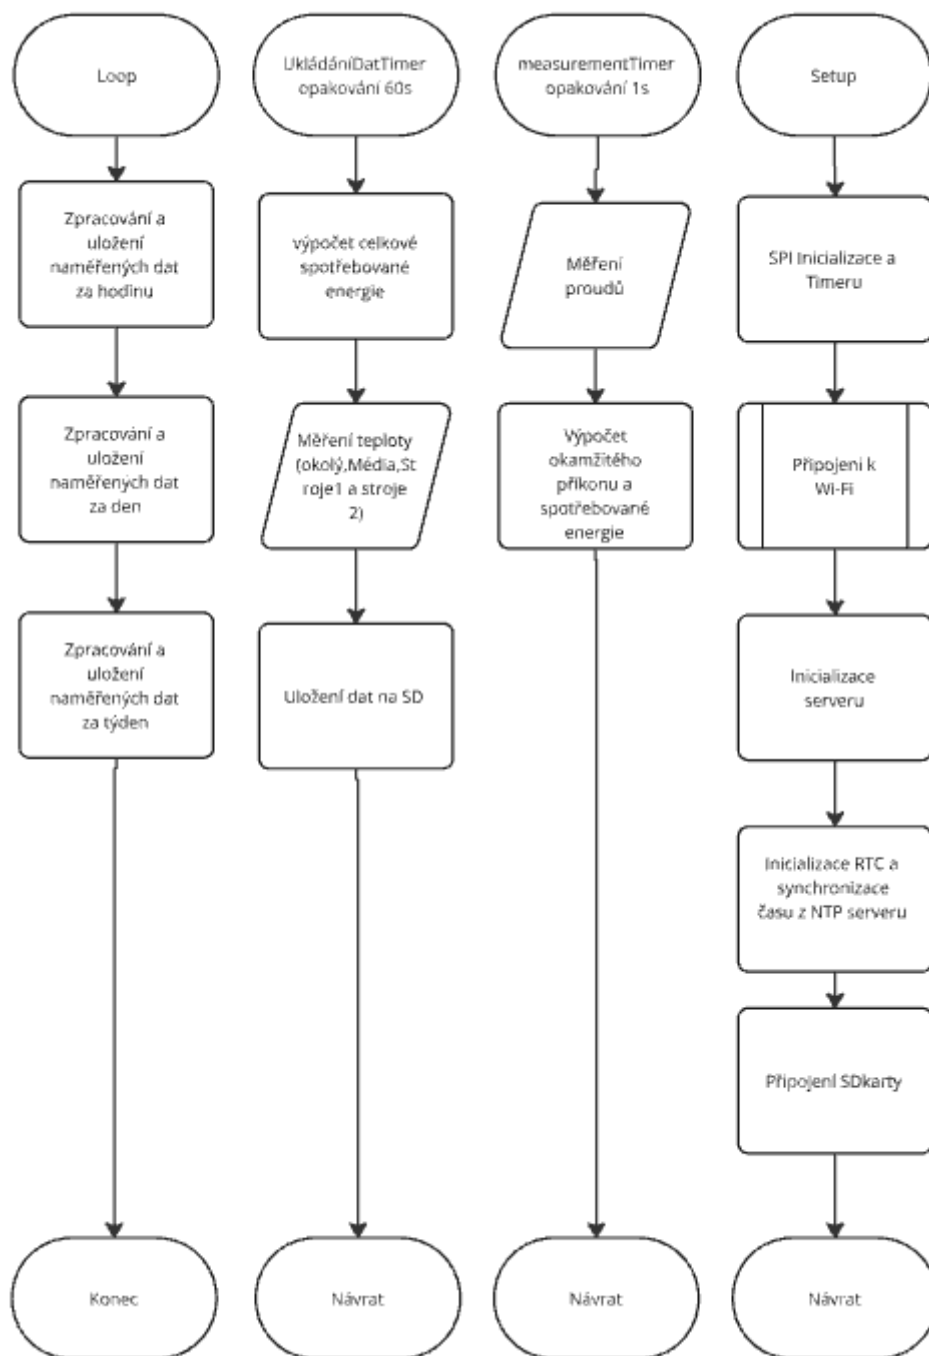 Loop
Zpracování a
uložení
naměřených dat
za hodinu
Zpracování a
uložení
naměřených dat
za den
Zpracování a
uložení
naměřených dat
za týden
Konec
UkládáníDatTimer
opakování 60s
výpočet celkové
spotřebované
energie
Měření teploty
(okolý,Média,St
roje1 a stroje
2)
Uložení dat na SD
Návrat
measurementTimer
opakování 1s
Měření
proudů
Výpočet
okamžitého
příkonu a
spotřebované
energie
Návrat
Setup
SPI Inicializace a
Timeru
Připojeni k
Wi-Fi
Inicializace
serveru
Inicializace RTC a
synchronizace
času z NTP serveru
Připojení SDkarty
Návrat